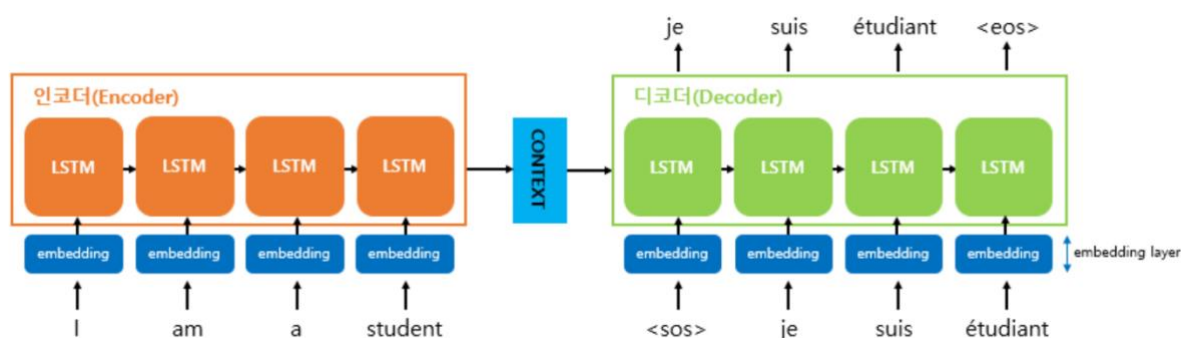 je suis étudiant <eos>
인코더(Encoder)
디코더(Decoder)
LSTM LSTM LSTM LSTM
CONTEXT
LSTM LSTM LSTM LSTM
embedding embedding embedding embedding
embedding embedding embedding embedding
embedding layer
I am a student
<sos> je suis étudiant